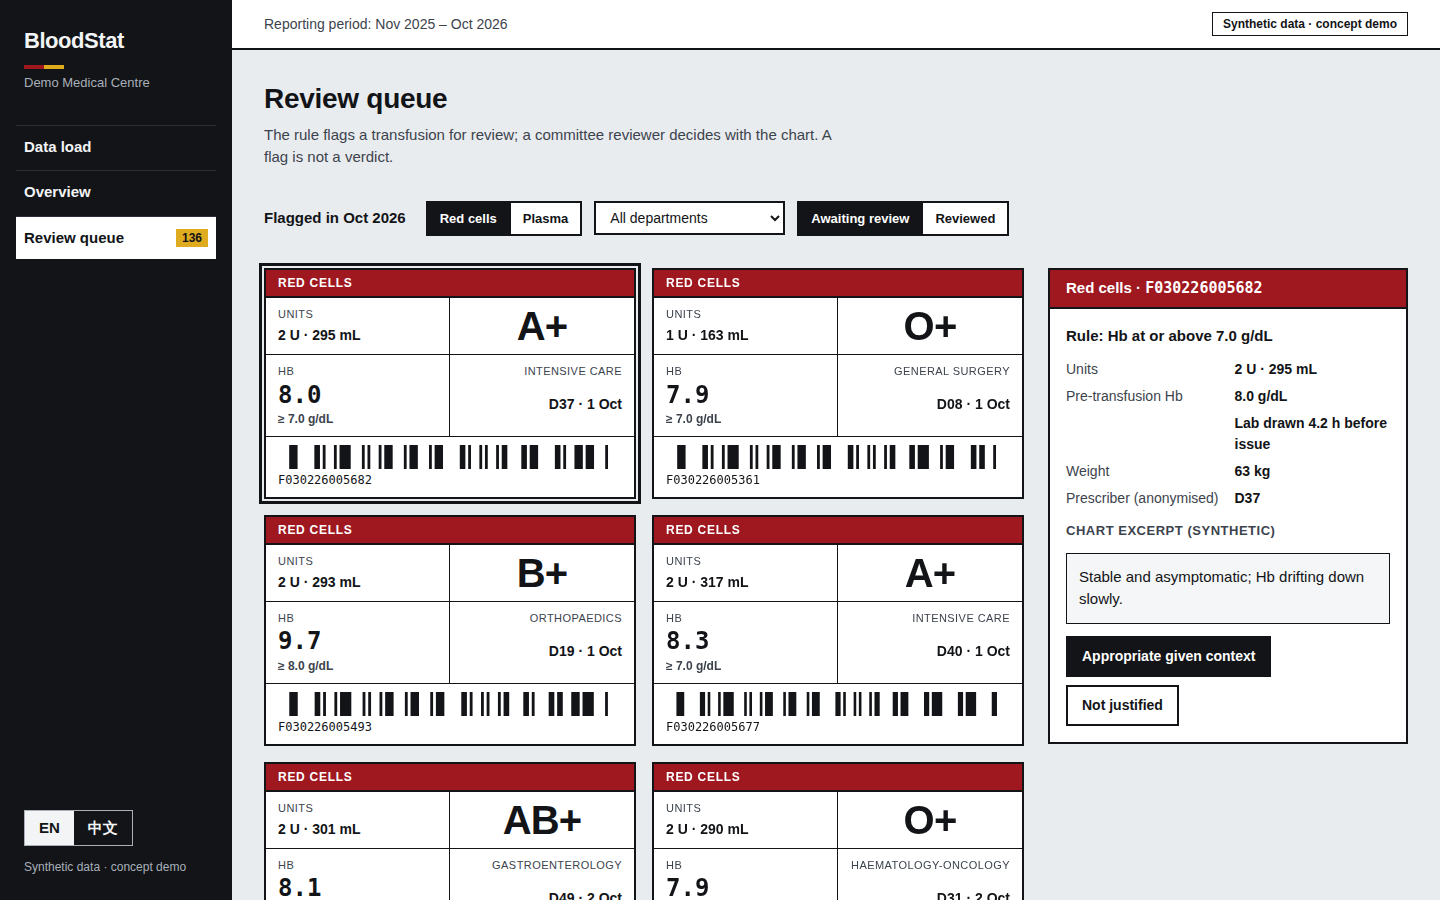 BloodStat
Demo Medical Centre
Data load
Overview
Review queue 136
EN 中文
Synthetic data · concept demo
Reporting period: Nov 2025 – Oct 2026
Synthetic data · concept demo
Review queue
The rule flags a transfusion for review; a committee reviewer decides with the chart. A
flag is not a verdict.
Flagged in Oct 2026 Red cells Plasma All departments Awaiting review Reviewed
RED CELLS
UNITS
2 U · 295 mL
A+
HB
8.0
≥ 7.0 g/dL
INTENSIVE CARE
D37 · 1 Oct
F030226005682
RED CELLS
UNITS
1 U · 163 mL
O+
HB
7.9
≥ 7.0 g/dL
GENERAL SURGERY
D08 · 1 Oct
F030226005361
RED CELLS
UNITS
2 U · 293 mL
B+
HB
9.7
≥ 8.0 g/dL
ORTHOPAEDICS
D19 · 1 Oct
F030226005493
RED CELLS
UNITS
2 U · 317 mL
A+
HB
8.3
≥ 7.0 g/dL
INTENSIVE CARE
D40 · 1 Oct
F030226005677
RED CELLS
UNITS
2 U · 301 mL
AB+
HB
8.1
GASTROENTEROLOGY
D49 · 2 Oct
RED CELLS
UNITS
2 U · 290 mL
O+
HB
7.9
HAEMATOLOGY-ONCOLOGY
D31 · 2 Oct
Red cells · F030226005682
Rule: Hb at or above 7.0 g/dL
Units 2 U · 295 mL
Pre-transfusion Hb 8.0 g/dL
Lab drawn 4.2 h before
issue
Weight 63 kg
Prescriber (anonymised) D37
CHART EXCERPT (SYNTHETIC)
Stable and asymptomatic; Hb drifting down
slowly.
Appropriate given context
Not justified